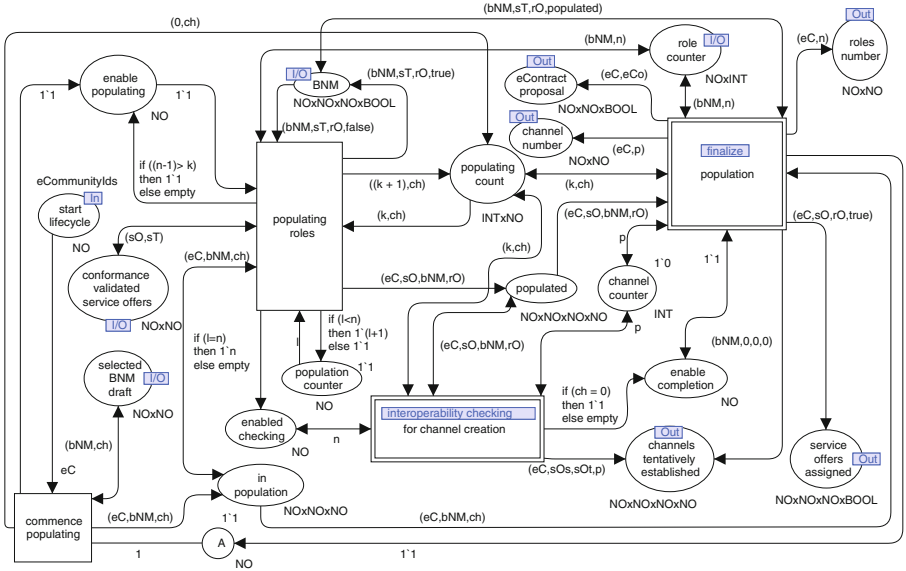 (0,ch)
(bNM,sT,rO,populated)
Out
(eC,n)
roles
number
NOxNO
(bNM,n)
role
counter
I/O
NOxINT
enable
populating
1`1
1`1
NO
I/O
BNM
(bNM,sT,rO,true)
NOxNOxNOxBOOL
(bNM,sT,rO,false)
Out
eContract
proposal
(eC,eCo)
NOxNOxBOOL
(bNM,n)
Out
channel
number
(eC,p)
NOxNO
finalize
population
if ((n-1)> k)
then 1`1
else empty
populating
roles
((k + 1),ch)
populating
count
INTxNO
(k,ch)
(k,ch)
eCommunityIds
In
start
lifecycle
NO
(eC,sO,bNM,rO)
(eC,sO,rO,true)
(sO,sT)
conformance
validated
service offers
I/O
NOxNO
(eC,bNM,ch)
(k,ch)
p
1`0
1`1
(eC,sO,bNM,rO)
populated
NOxNOxNOxNO
channel
counter
INT
p
if (l=n)
then 1`n
else empty
l
if (l<n)
then 1`(l+1)
else 1`1
(eC,sO,bNM,rO)
(bNM,0,0,0)
selected
BNM
draft
I/O
NOxNO
population
counter
1`1
NO
enable
completion
NO
(bNM,ch)
eC
enabled
checking
NO
n
interoperability checking
for channel creation
if (ch = 0)
then 1`1
else empty
Out
channels
tentatively
established
NOxNOxNOxNO
(eC,sOs,sOt,p)
service
offers
assigned
Out
NOxNOxNOxBOOL
in
population
NOxNOxNO
1`1
commence
populating
(eC,bNM,ch)
(eC,bNM,ch)
1
A
NO
1`1